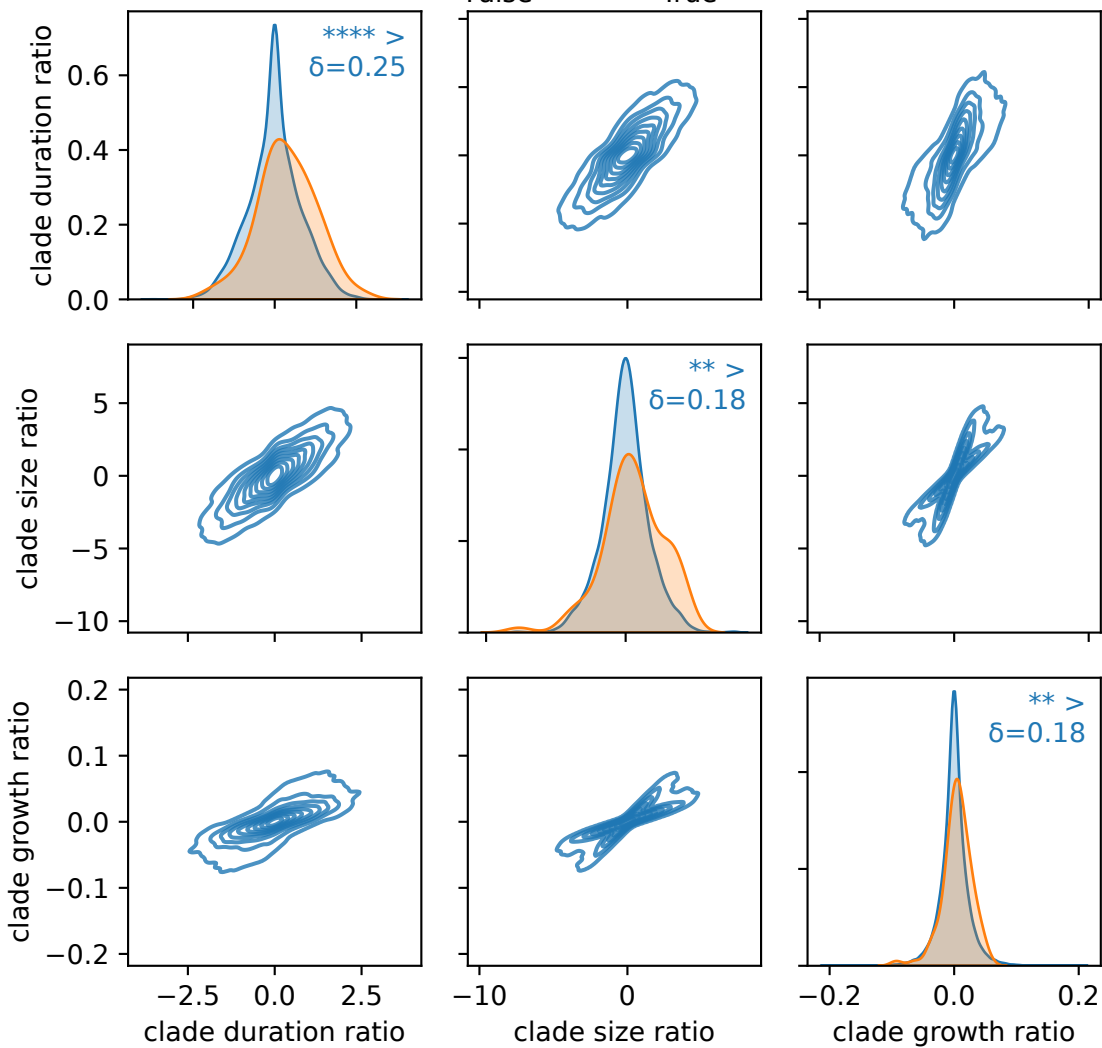 clade duration ratio
0.6
0.4
0.2
0.0
**** >
δ=0.25
clade size ratio
5
0
−5
−10
** >
δ=0.18
clade growth ratio
0.2
0.1
0.0
−0.1
−0.2
** >
δ=0.18
−2.5 0.0 2.5
−10 0
−0.2 0.0 0.2
clade duration ratio
clade size ratio
clade growth ratio